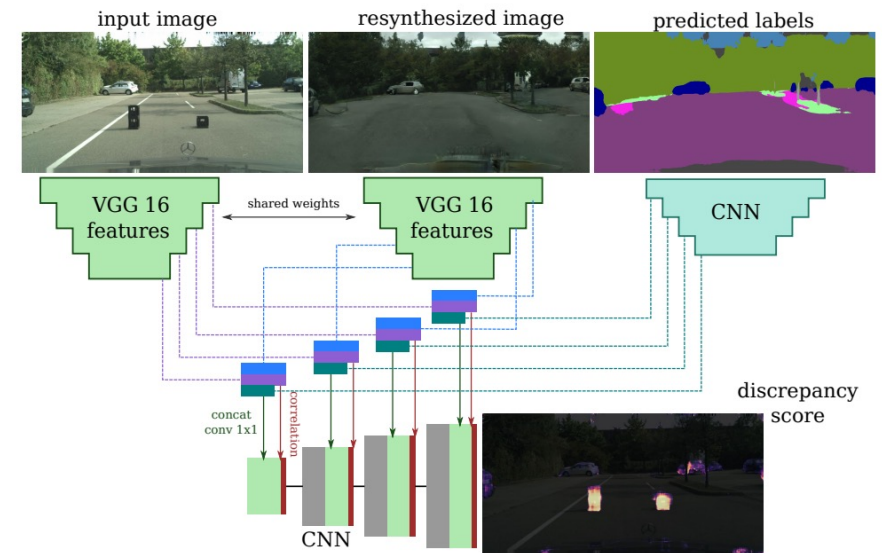 input image
resynthesized image
predicted labels
VGG 16
features
shared weights
VGG 16
features
CNN
concat
conv 1x1
correlation
discrepancy
score
CNN